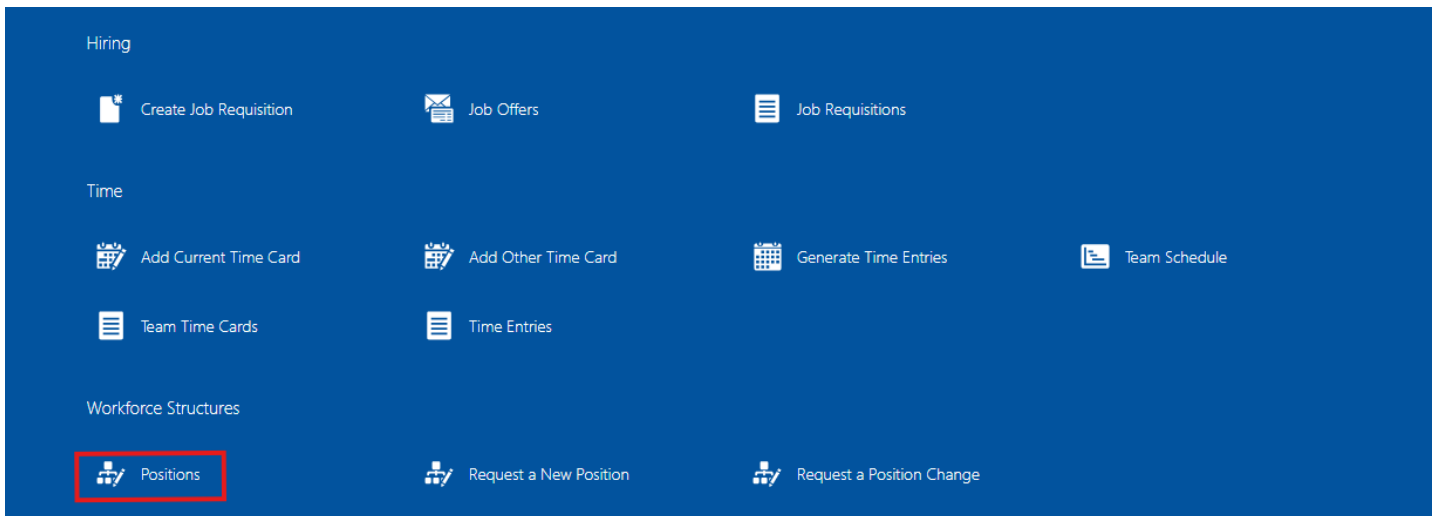 Hiring
Create Job Requisition
Job Offers
Job Requisitions
Time
Add Current Time Card
Add Other Time Card
Generate Time Entries
Team Schedule
Team Time Cards
Time Entries
Workforce Structures
Positions
Request a New Position
Request a Position Change